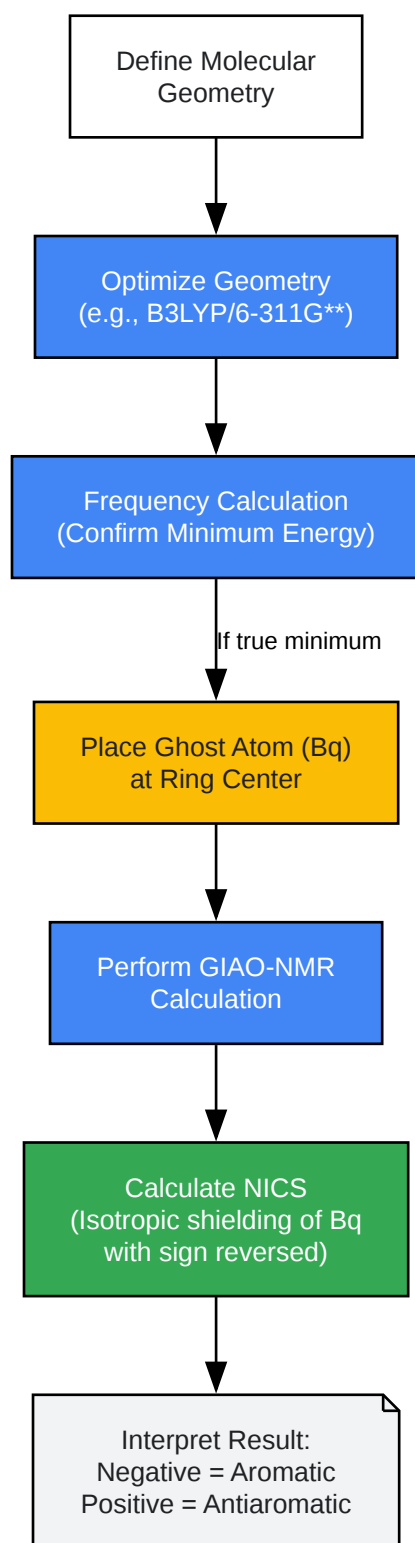 Define Molecular
Geometry
Optimize Geometry
(e.g., B3LYP/6-311G**)
Frequency Calculation
(Confirm Minimum Energy)
If true minimum
Place Ghost Atom (Bq)
at Ring Center
Perform GIAO-NMR
Calculation
Calculate NICS
(Isotropic shielding of Bq
with sign reversed)
Interpret Result:
Negative = Aromatic
Positive = Antiaromatic